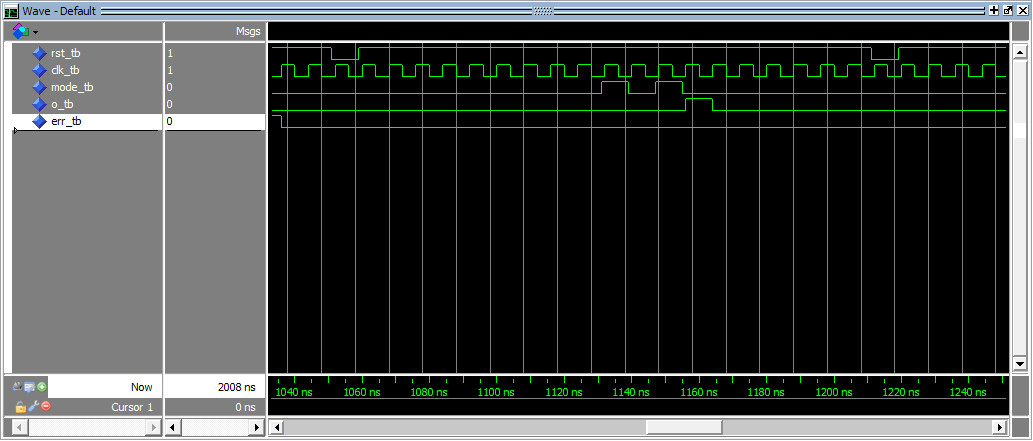 Wave - Default
Msgs
rst_tb 1
clk_tb 1
mode_tb 0
o_tb 0
err_tb 0
Now 2008 ns
1040 ns 1060 ns 1080 ns 1100 ns 1120 ns 1140 ns 1160 ns 1180 ns 1200 ns 1220 ns 1240 ns
Cursor 1 0 ns